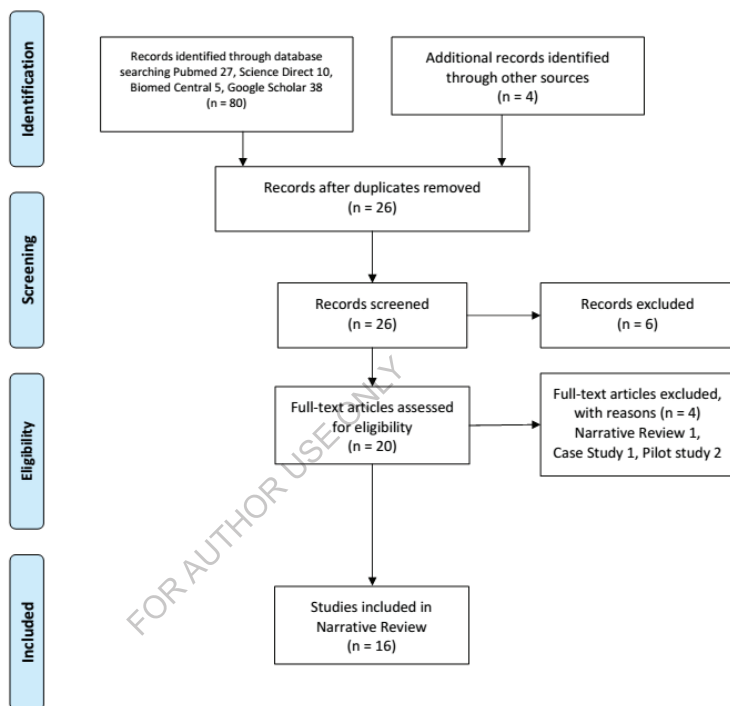 Identification
Records identified through database
searching Pubmed 27, Science Direct 10,
Biomed Central 5, Google Scholar 38
(n = 80)
Additional records identified
through other sources
(n = 4)
Records after duplicates removed
(n = 26)
Screening
Records screened
(n = 26)
Records excluded
(n = 6)
Eligibility
Full-text articles assessed
for eligibility
(n = 20)
Full-text articles excluded,
with reasons (n = 4)
Narrative Review 1,
Case Study 1, Pilot study 2
Included
Studies included in
Narrative Review
(n = 16)
FOR AUTHOR USE ONLY